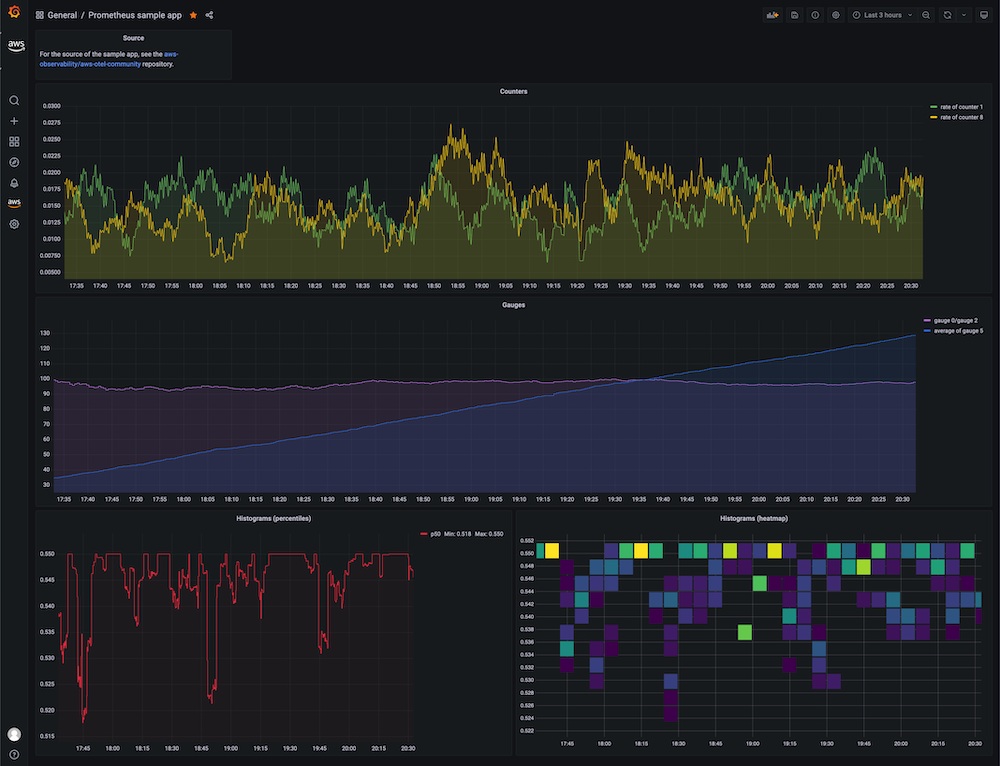 General / Prometheus sample app
Last 3 hours
aws
Source
For the source of the sample app, see the aws-
observability/aws-otel-community repository.
aws
Counters
0.0300
0.0275
0.0250
0.0225
0.0200
0.0175
0.0150
0.0125
0.0100
0.00750
0.00500
17:35 17:40 17:45 17:50 17:55 18:00 18:05 18:10 18:15 18:20 18:25 18:30 18:35 18:40 18:45 18:50 18:55 19:00 19:05 19:10 19:15 19:20 19:25 19:30 19:35 19:40 19:45 19:50 19:55 20:00 20:05 20:10 20:15 20:20 20:25 20:30
rate of counter 1
rate of counter 8
Gauges
130
120
110
100
90
80
70
60
50
40
30
17:35 17:40 17:45 17:50 17:55 18:00 18:05 18:10 18:15 18:20 18:25 18:30 18:35 18:40 18:45 18:50 18:55 19:00 19:05 19:10 19:15 19:20 19:25 19:30 19:35 19:40 19:45 19:50 19:55 20:00 20:05 20:10 20:15 20:20 20:25 20:30
gauge 0/gauge 2
average of gauge 5
Histograms (percentiles)
p50 Min: 0.518 Max: 0.550
0.550
0.545
0.540
0.535
0.530
0.525
0.520
0.515
17:45 18:00 18:15 18:30 18:45 19:00 19:15 19:30 19:45 20:00 20:15 20:30
Histograms (heatmap)
0.552
0.550
0.548
0.546
0.544
0.542
0.540
0.538
0.536
0.534
0.532
0.530
0.528
0.526
0.524
0.522
17:45 18:00 18:15 18:30 18:45 19:00 19:15 19:30 19:45 20:00 20:15 20:30